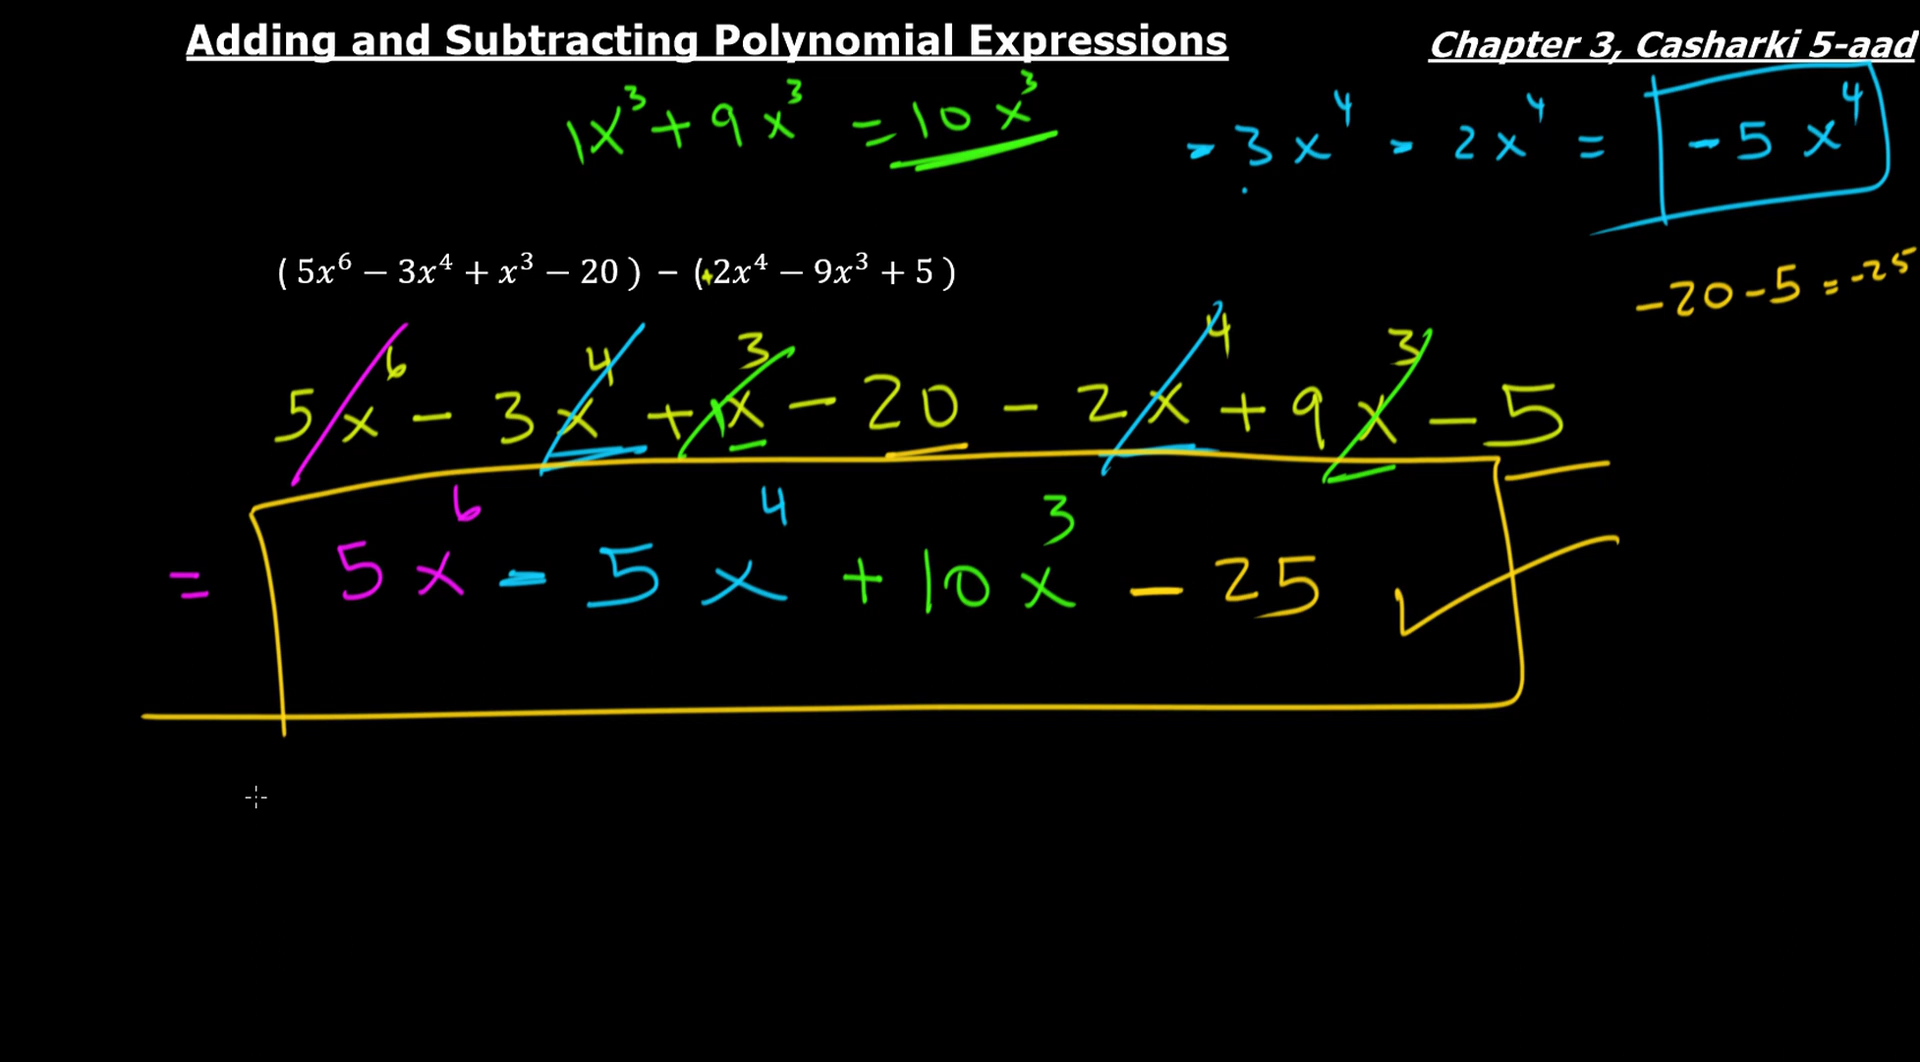 Adding and Subtracting Polynomial Expressions
Chapter 3, Casharki 5-aad
1x³ + 9x³ = 10x³
-3x⁴ - 2x⁴ = -5x⁴
( 5x⁶ − 3x⁴ + x³ − 20 ) − (+2x⁴ − 9x³ + 5 )
-20-5=-25
5x⁶ - 3x⁴ + 1x³ - 20 - 2x⁴ + 9x³ - 5
= 5x⁶ - 5x⁴ + 10x³ - 25